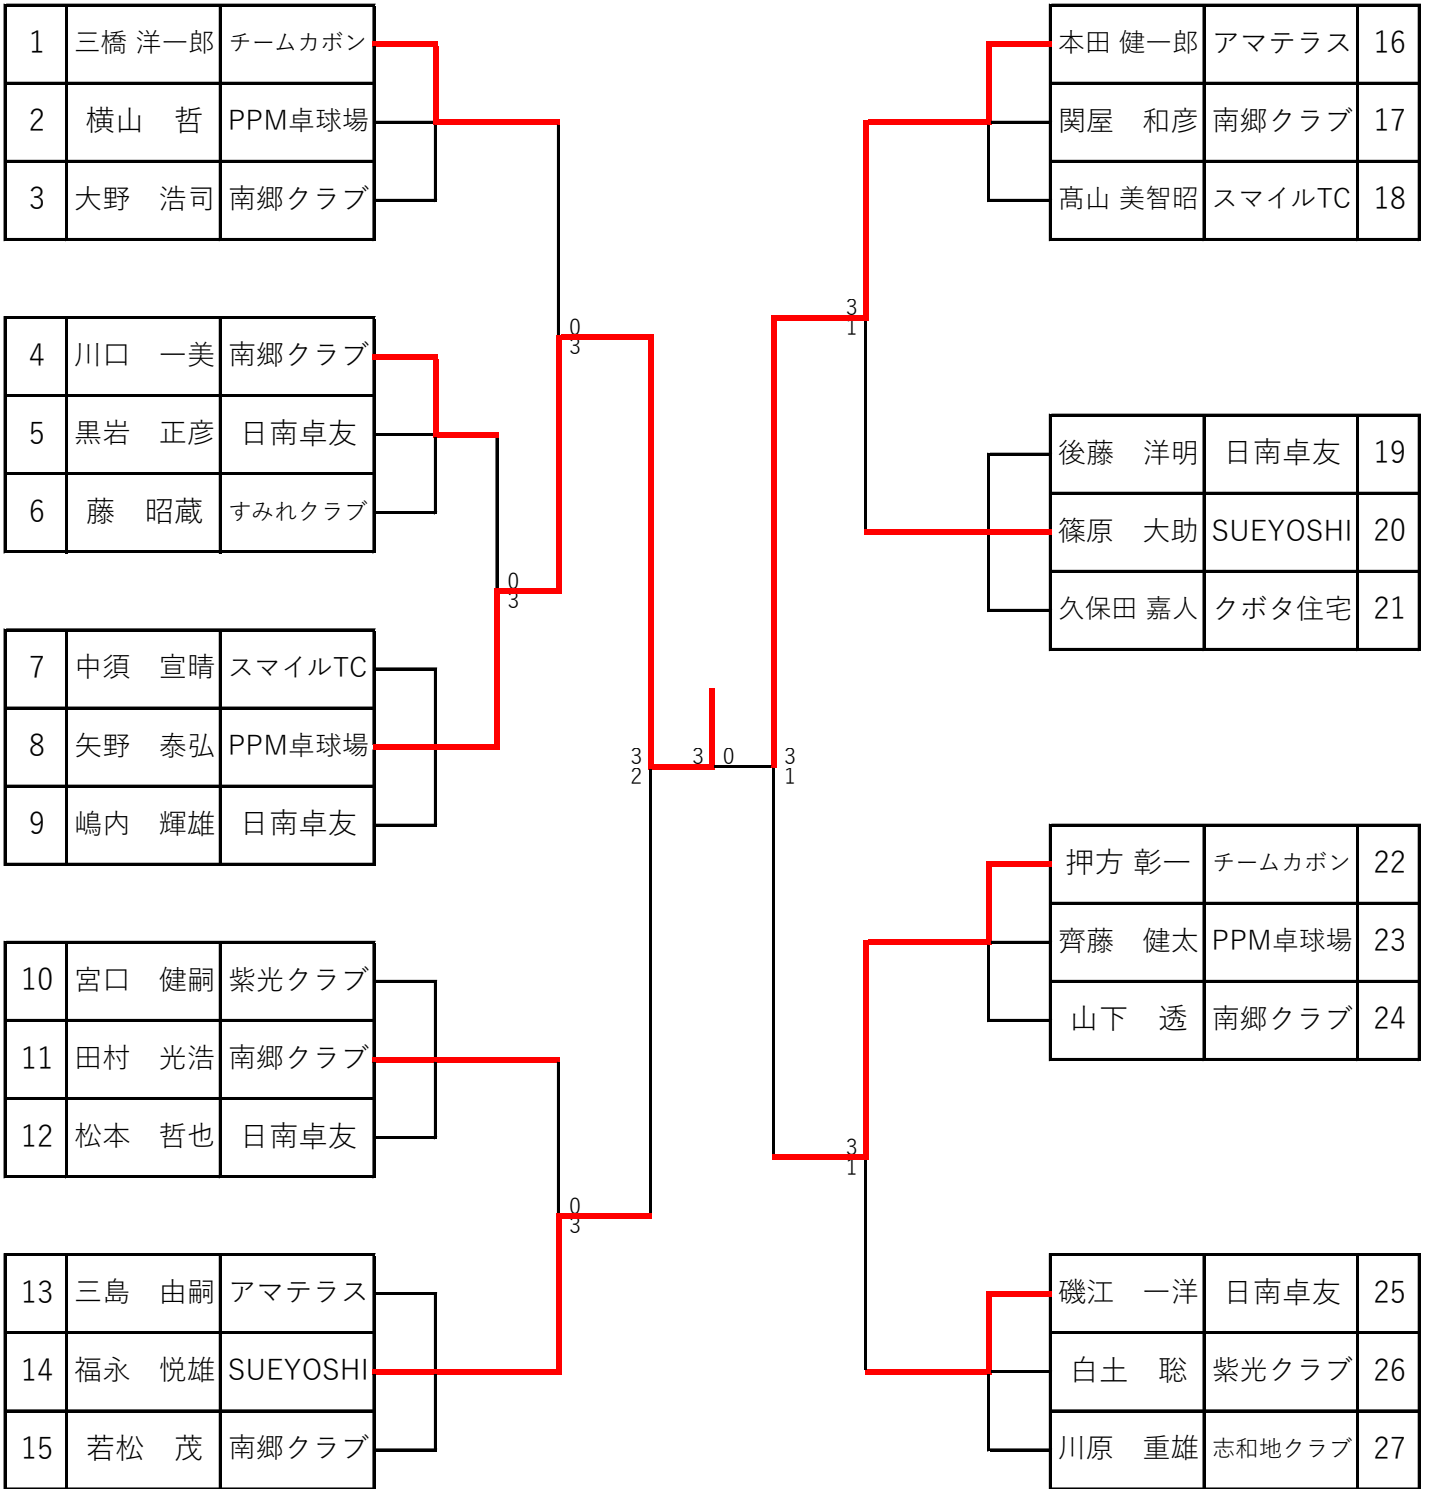 1 三橋 洋一郎 チームカボン
2 横山　哲 PPM卓球場
3 大野　浩司 南郷クラブ
4 川口　一美 南郷クラブ
5 黒岩　正彦 日南卓友
6 藤　昭蔵 すみれクラブ
7 中須　宣晴 スマイルTC
8 矢野　泰弘 PPM卓球場
9 嶋内　輝雄 日南卓友
10 宮口　健嗣 紫光クラブ
11 田村　光浩 南郷クラブ
12 松本　哲也 日南卓友
13 三島　由嗣 アマテラス
14 福永　悦雄 SUEYOSHI
15 若松　茂 南郷クラブ
0
3
0
3
3
2
0
3
3 0
3
1
3
1
3
1
本田 健一郎 アマテラス 16
関屋　和彦 南郷クラブ 17
髙山 美智昭 スマイルTC 18
後藤　洋明 日南卓友 19
篠原　大助 SUEYOSHI 20
久保田 嘉人 クボタ住宅 21
押方 彰一 チームカボン 22
齊藤　健太 PPM卓球場 23
山下　透 南郷クラブ 24
磯江　一洋 日南卓友 25
白土　聡 紫光クラブ 26
川原　重雄 志和地クラブ 27